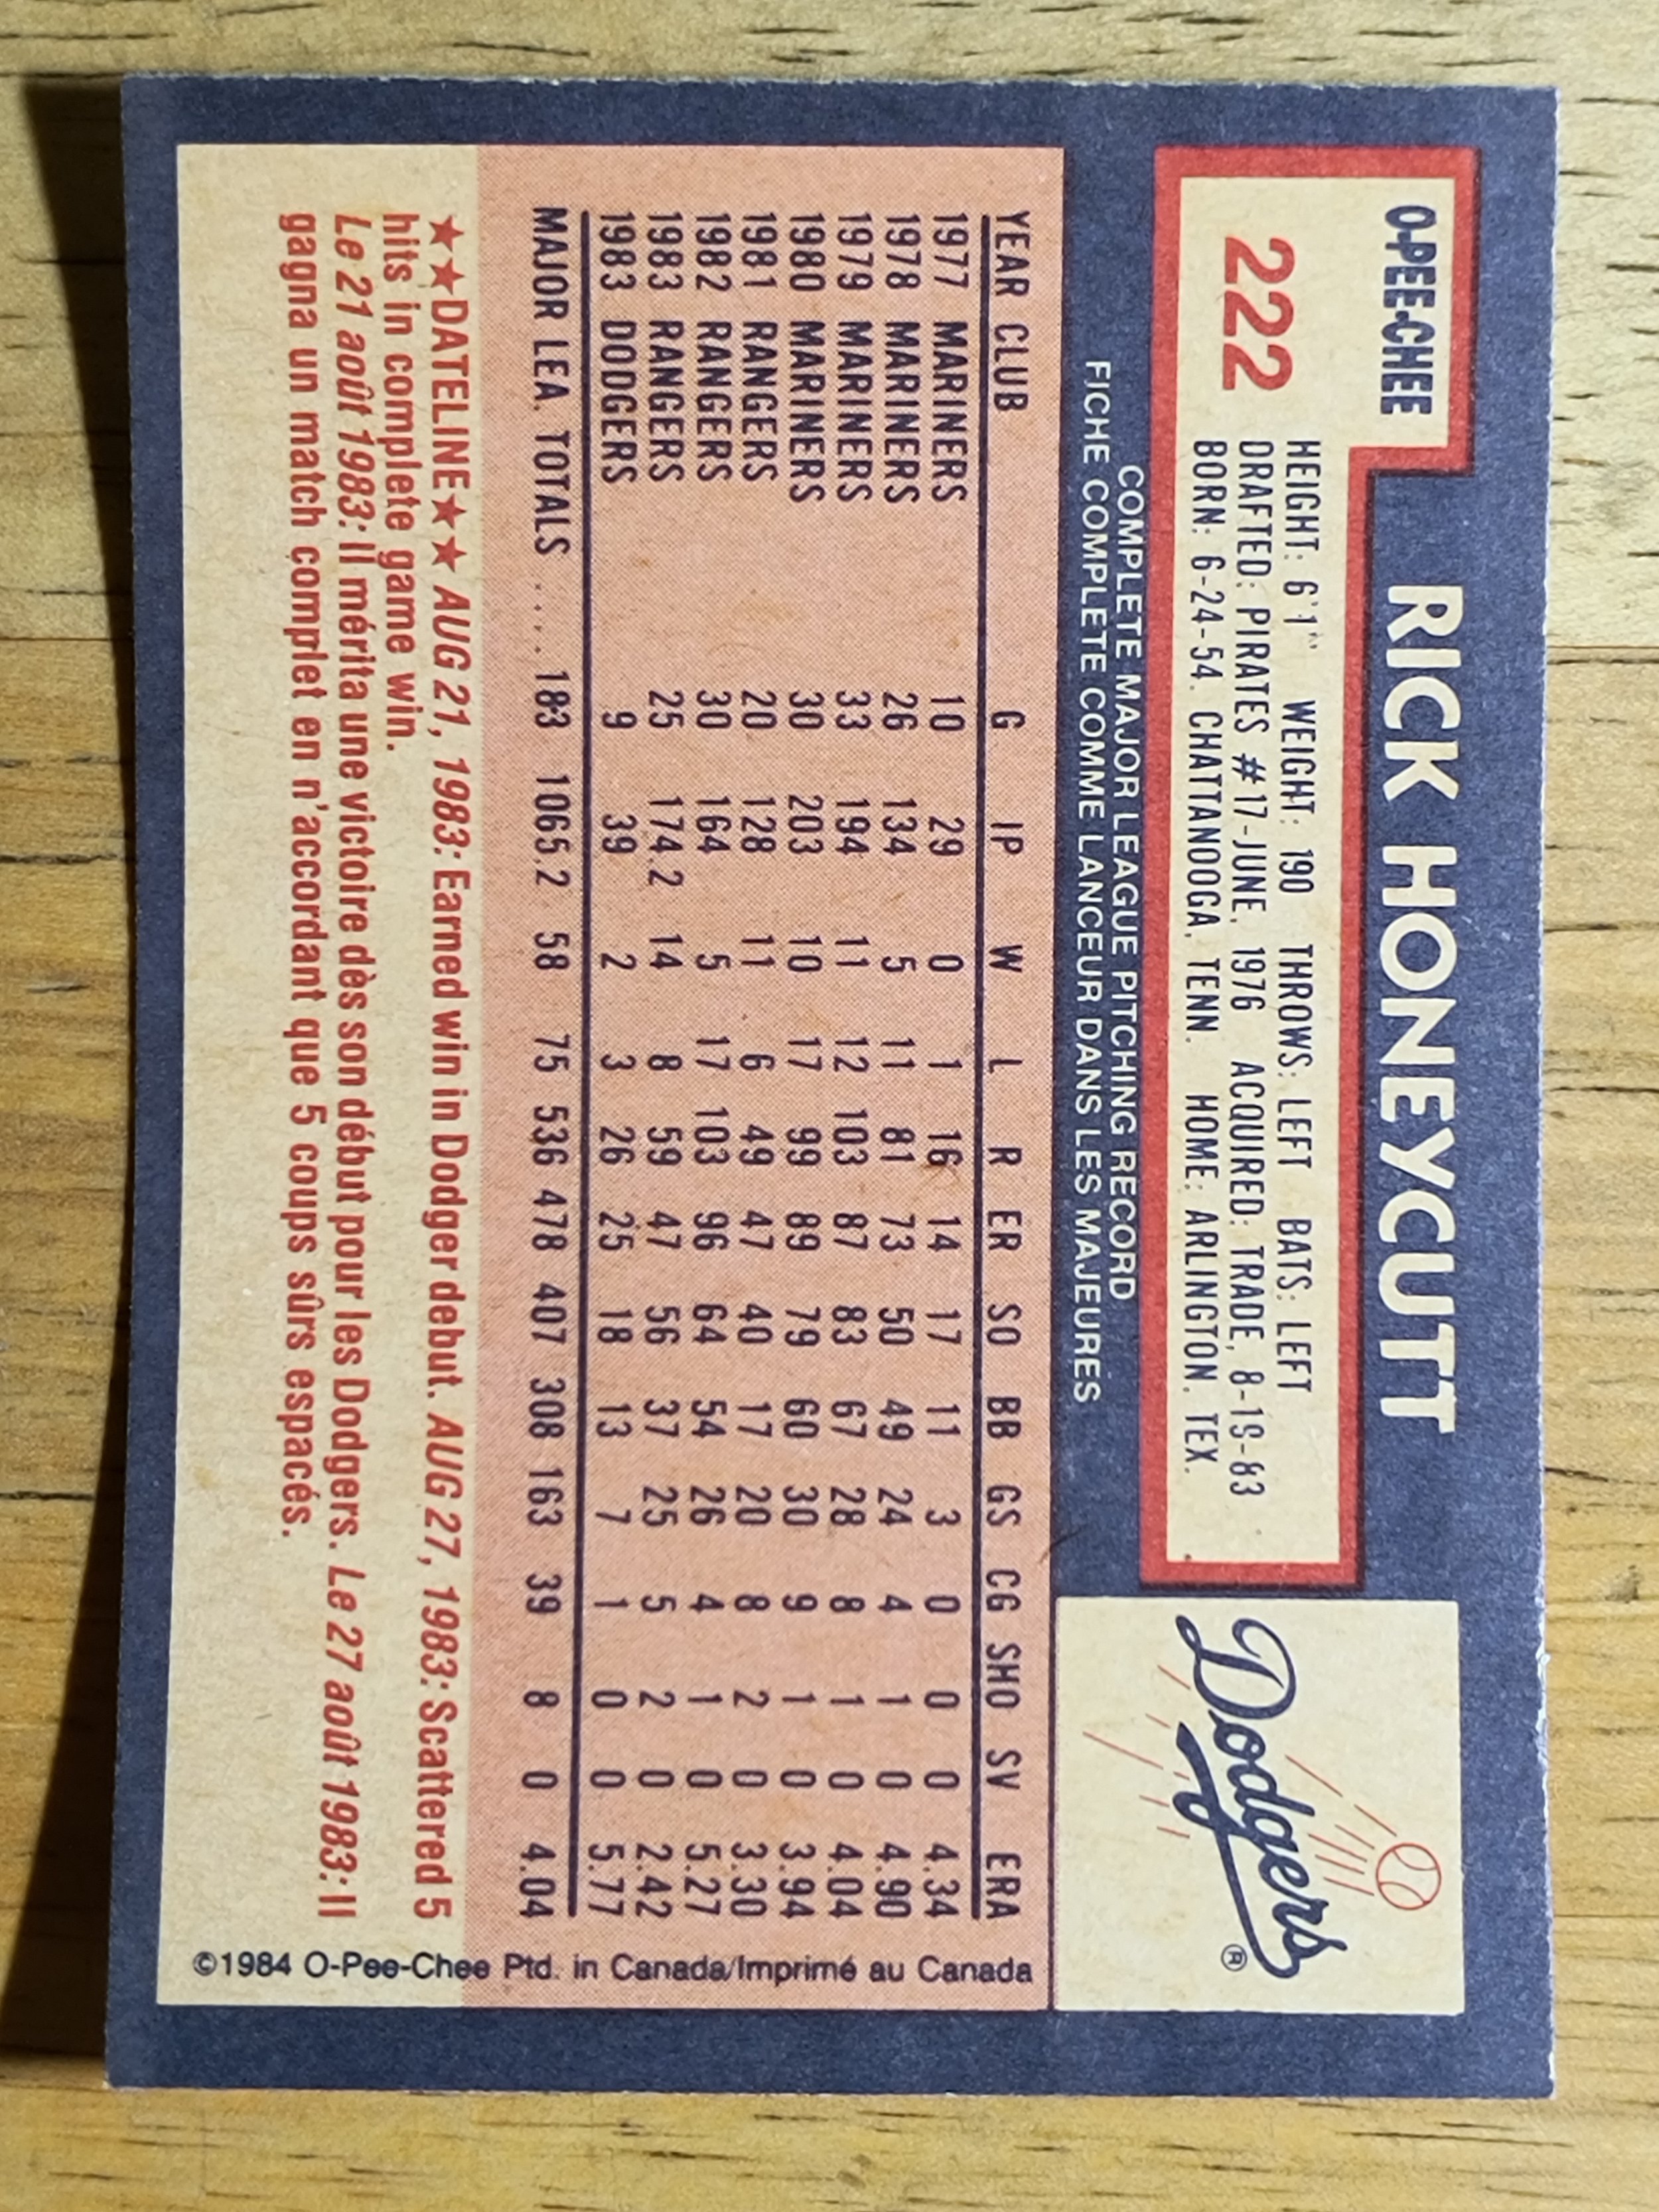 O-PEE-CHEE
RICK HONEYCUTT
222
HEIGHT: 6'1" WEIGHT: 190 THROWS: LEFT BATS: LEFT
DRAFTED: PIRATES #17-JUNE, 1976 ACQUIRED: TRADE, 8-19-83
BORN: 6-24-54, CHATTANOOGA, TENN. HOME: ARLINGTON, TEX.
Dodgers ®
COMPLETE MAJOR LEAGUE PITCHING RECORD
FICHE COMPLETE COMME LANCEUR DANS LES MAJEURES
YEAR CLUB G IP W L R ER SO BB GS CG SHO SV ERA
1977 MARINERS 10 29 0 1 16 14 17 11 3 0 0 0 4.34
1978 MARINERS 26 134 5 11 81 73 50 49 24 4 1 0 4.90
1979 MARINERS 33 194 11 12 103 87 83 67 28 8 1 0 4.04
1980 MARINERS 30 203 10 17 99 89 79 60 30 9 1 0 3.94
1981 RANGERS 20 128 11 6 49 47 40 17 20 8 2 0 3.30
1982 RANGERS 30 164 5 17 103 96 64 54 26 4 1 0 5.27
1983 RANGERS 25 174.2 14 8 59 47 56 37 25 5 2 0 2.42
1983 DODGERS 9 39 2 3 26 25 18 13 7 1 0 0 5.77
MAJOR LEA. TOTALS ..... 183 1065.2 58 75 536 478 407 308 163 39 8 0 4.04
★★DATELINE★★ AUG 21, 1983: Earned win in Dodger debut. AUG 27, 1983: Scattered 5
hits in complete game win.
Le 21 août 1983: Il mérita une victoire dès son début pour les Dodgers. Le 27 août 1983: Il
gagna un match complet en n'accordant que 5 coups sûrs espacés.
©1984 O-Pee-Chee Ptd. in Canada/Imprimé au Canada